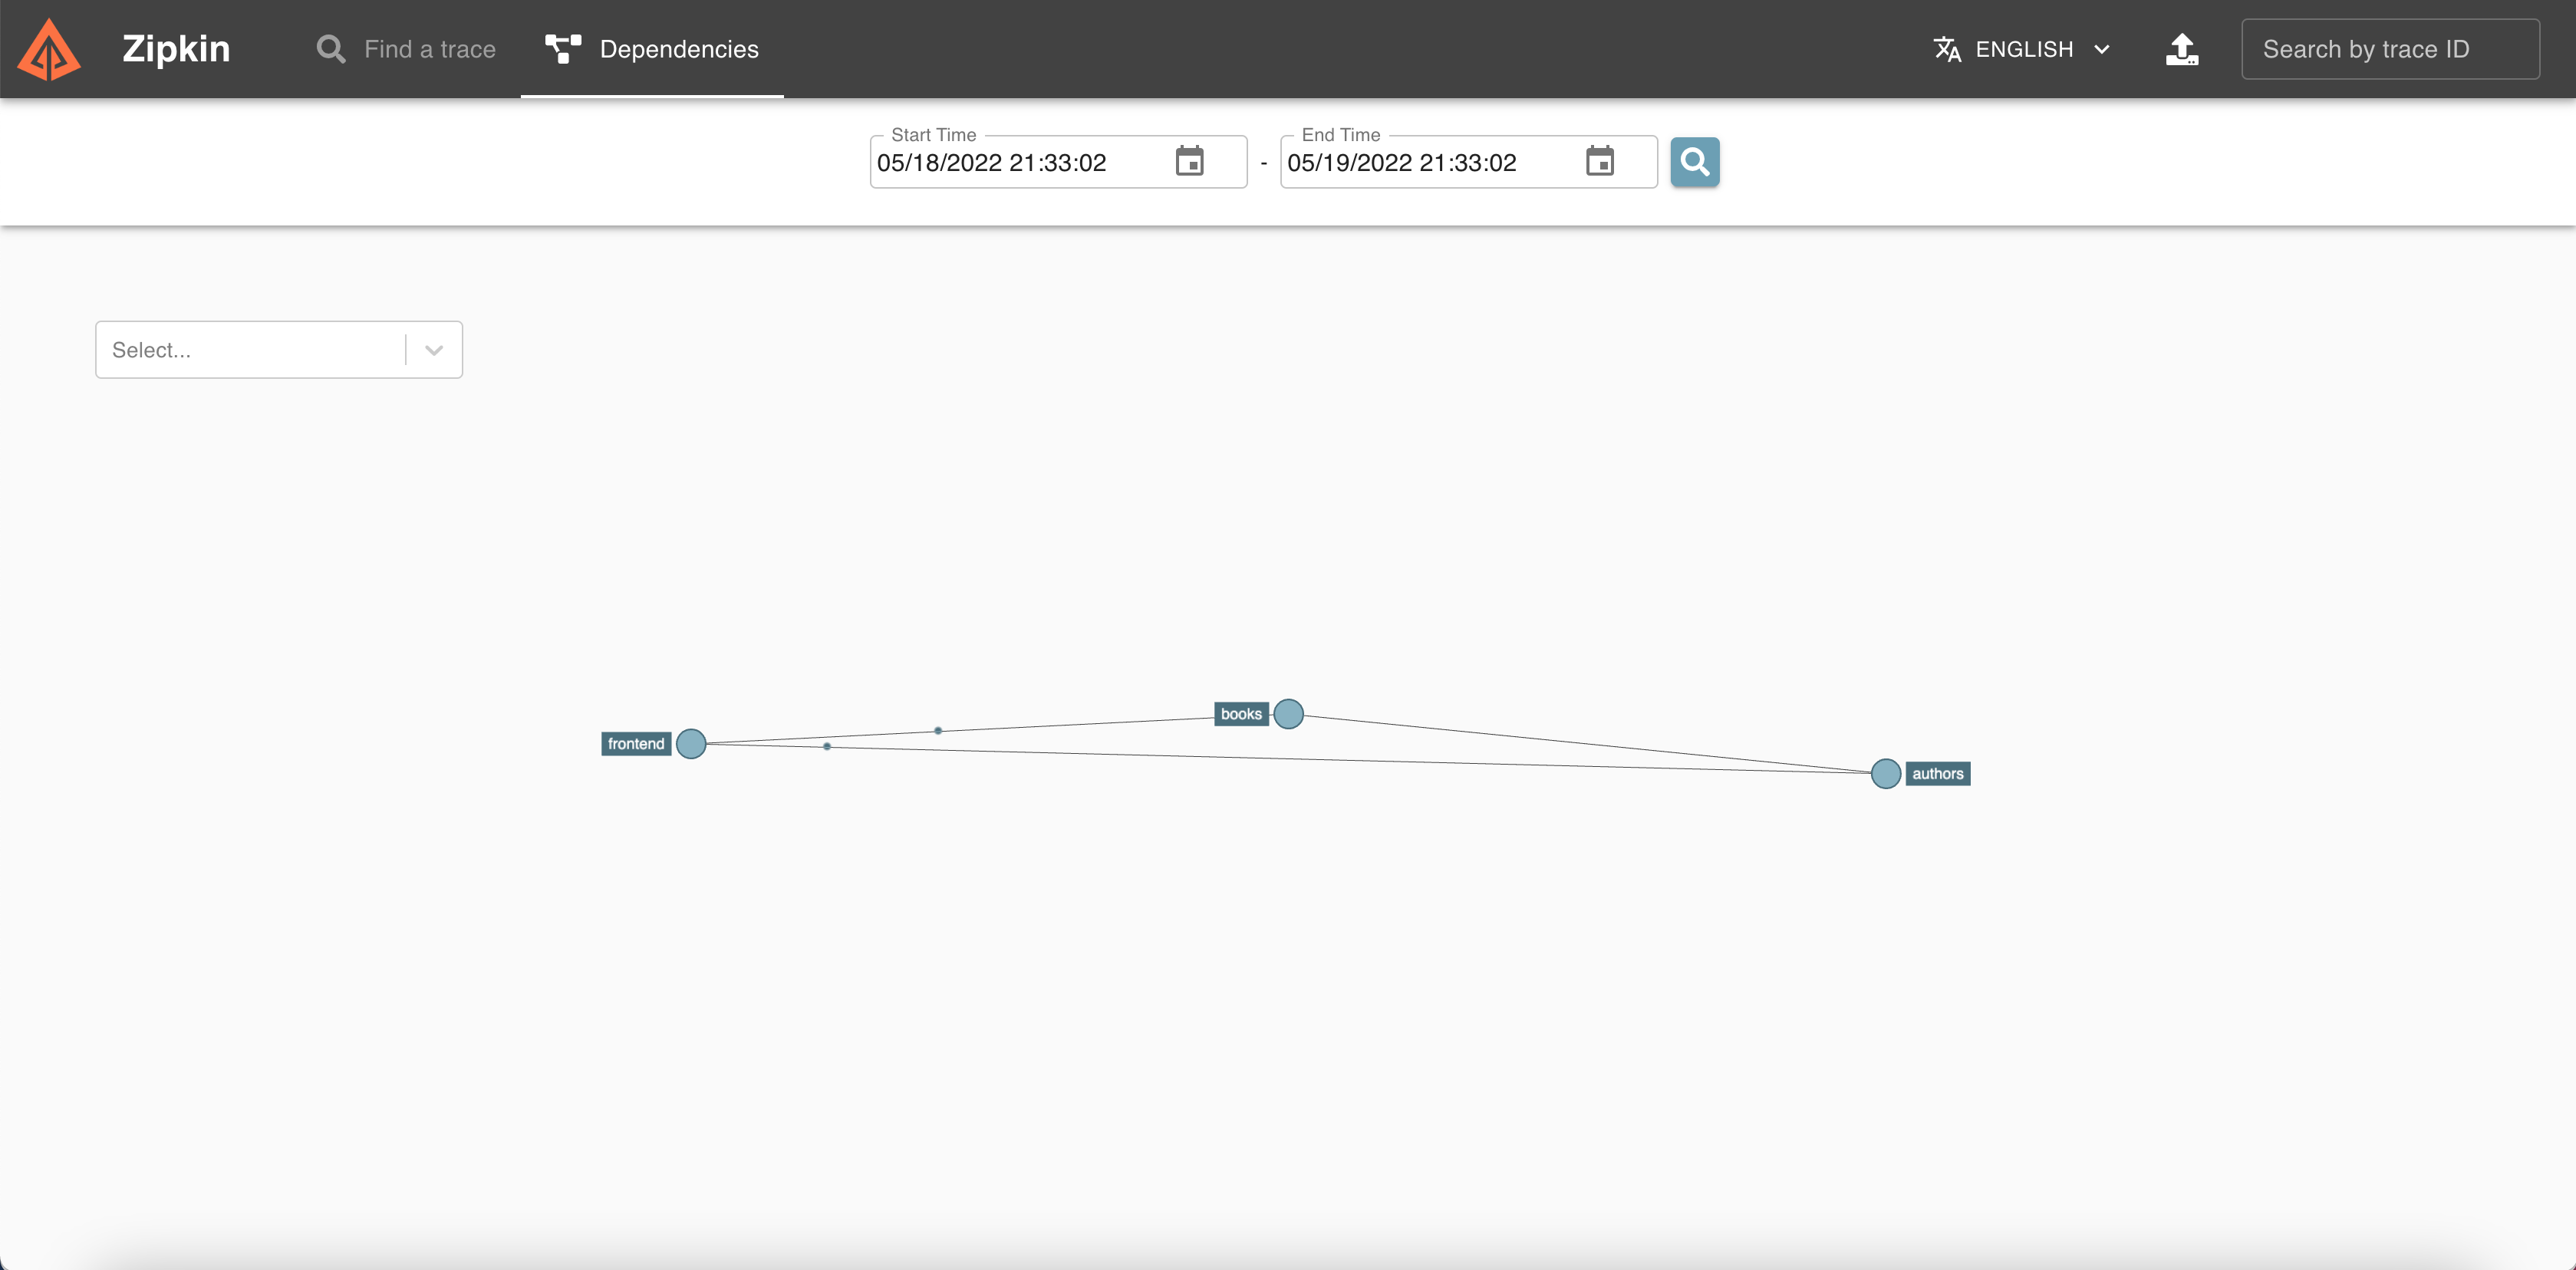 Zipkin
Find a trace
Dependencies
ENGLISH
Search by trace ID
Start Time
05/18/2022 21:33:02
-
End Time
05/19/2022 21:33:02
Select...
books
frontend
authors